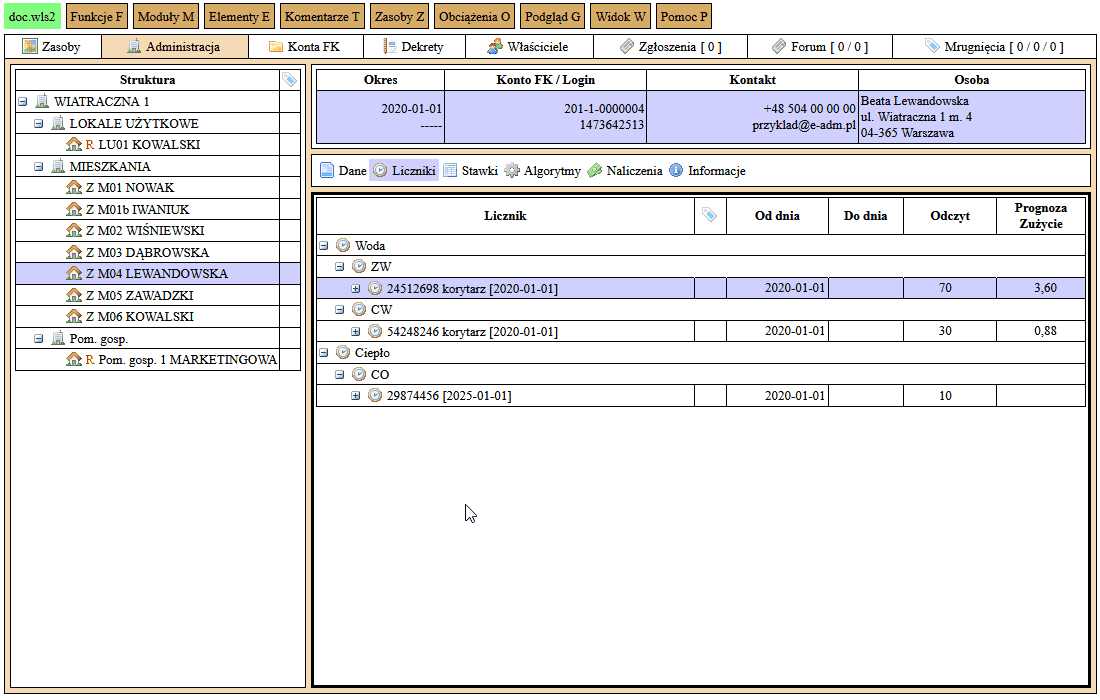 doc.wls2 Funkcje F Moduły M Elementy E Komentarze T Zasoby Z Obciążenia O Podgląd G Widok W Pomoc P
Zasoby Administracja Konta FK Dekrety Właściciele Zgłoszenia [ 0 ] Forum [ 0 / 0 ] Mrugnięcia [ 0 / 0 / 0 ]
Struktura
WIATRACZNA 1
LOKALE UŻYTKOWE
R LU01 KOWALSKI
MIESZKANIA
Z M01 NOWAK
Z M01b IWANIUK
Z M02 WIŚNIEWSKI
Z M03 DĄBROWSKA
Z M04 LEWANDOWSKA
Z M05 ZAWADZKI
Z M06 KOWALSKI
Pom. gosp.
R Pom. gosp. 1 MARKETINGOWA
Okres Konto FK / Login Kontakt Osoba
2020-01-01 201-1-0000004 +48 504 00 00 00 Beata Lewandowska
ul. Wiatraczna 1 m. 4
----- 1473642513 przyklad@e-adm.pl 04-365 Warszawa
Dane Liczniki Stawki Algorytmy Naliczenia Informacje
Licznik Od dnia Do dnia Odczyt Prognoza
Zużycie
Woda
ZW
24512698 korytarz [2020-01-01] 2020-01-01 70 3,60
CW
54248246 korytarz [2020-01-01] 2020-01-01 30 0,88
Ciepło
CO
29874456 [2025-01-01] 2020-01-01 10